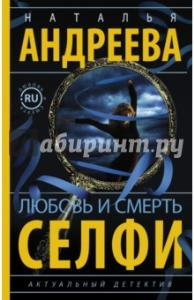 НАТАЛЬЯ
АНДРЕЕВА
RU
абиринт.ру
ЛЮБОВЬ И СМЕРТЬ
СЕЛФИ
АКТУАЛЬНЫЙ ДЕТЕКТИВ